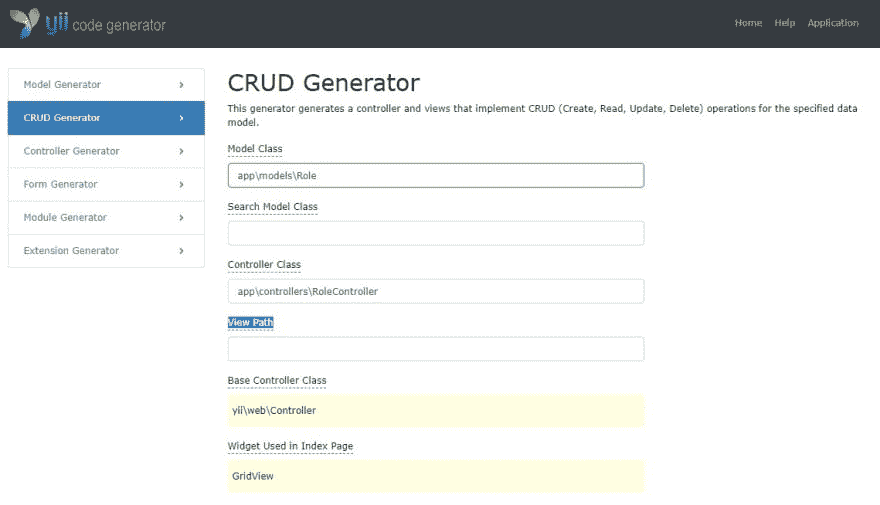 yii code generator
Home Help Application
Model Generator
CRUD Generator
Controller Generator
Form Generator
Module Generator
Extension Generator
CRUD Generator
This generator generates a controller and views that implement CRUD (Create, Read, Update, Delete) operations for the specified data
model.
Model Class
app\models\Role
Search Model Class
Controller Class
app\controllers\RoleController
View Path
Base Controller Class
yii\web\Controller
Widget Used in Index Page
GridView